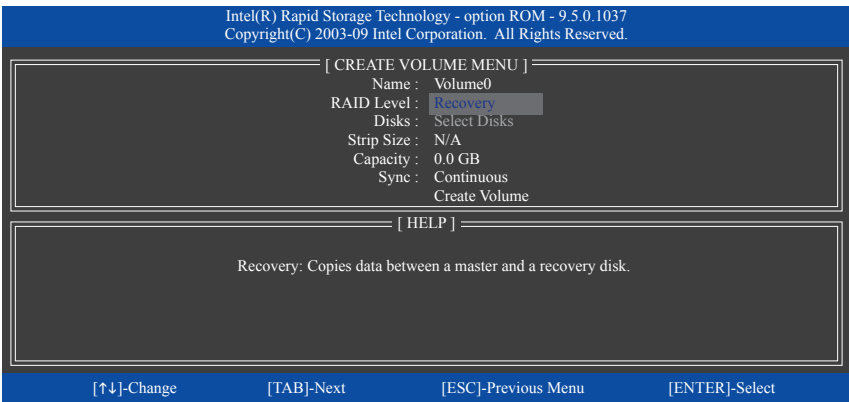 Intel(R) Rapid Storage Technology - option ROM - 9.5.0.1037
Copyright(C) 2003-09 Intel Corporation. All Rights Reserved.
[ CREATE VOLUME MENU ]
Name : Volume0
RAID Level : Recovery
Disks : Select Disks
Strip Size : N/A
Capacity : 0.0 GB
Sync : Continuous
Create Volume
[ HELP ]
Recovery: Copies data between a master and a recovery disk.
[↑↓]-Change [TAB]-Next [ESC]-Previous Menu [ENTER]-Select